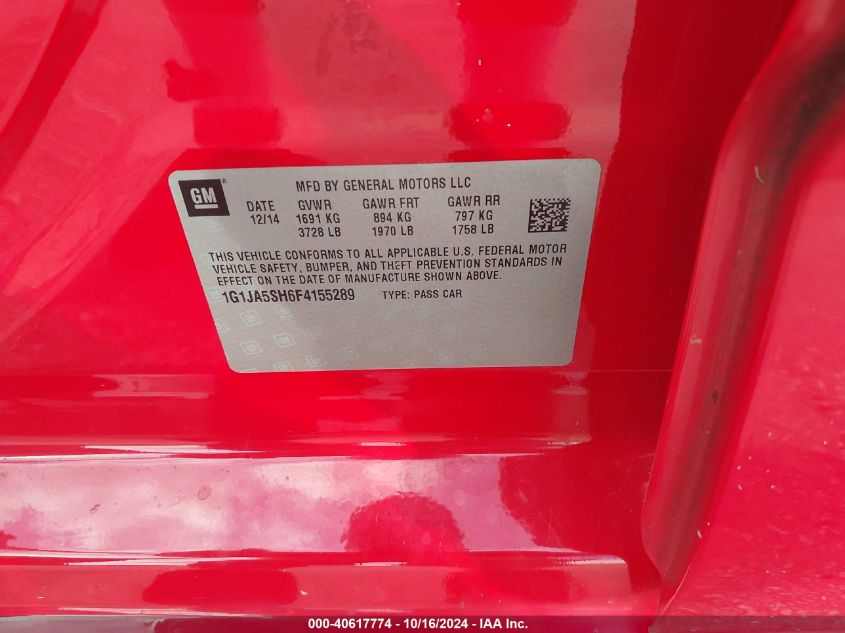 GM
MFD BY GENERAL MOTORS LLC
DATE GVWR GAWR FRT GAWR RR
12/14 1691 KG 894 KG 797 KG
3728 LB 1970 LB 1758 LB
THIS VEHICLE CONFORMS TO ALL APPLICABLE U.S. FEDERAL MOTOR
VEHICLE SAFETY, BUMPER, AND THEFT PREVENTION STANDARDS IN
EFFECT ON THE DATE OF MANUFACTURE SHOWN ABOVE.
1G1JA5SH6F4155289 TYPE: PASS CAR
000-40617774 - 10/16/2024 - IAA Inc.